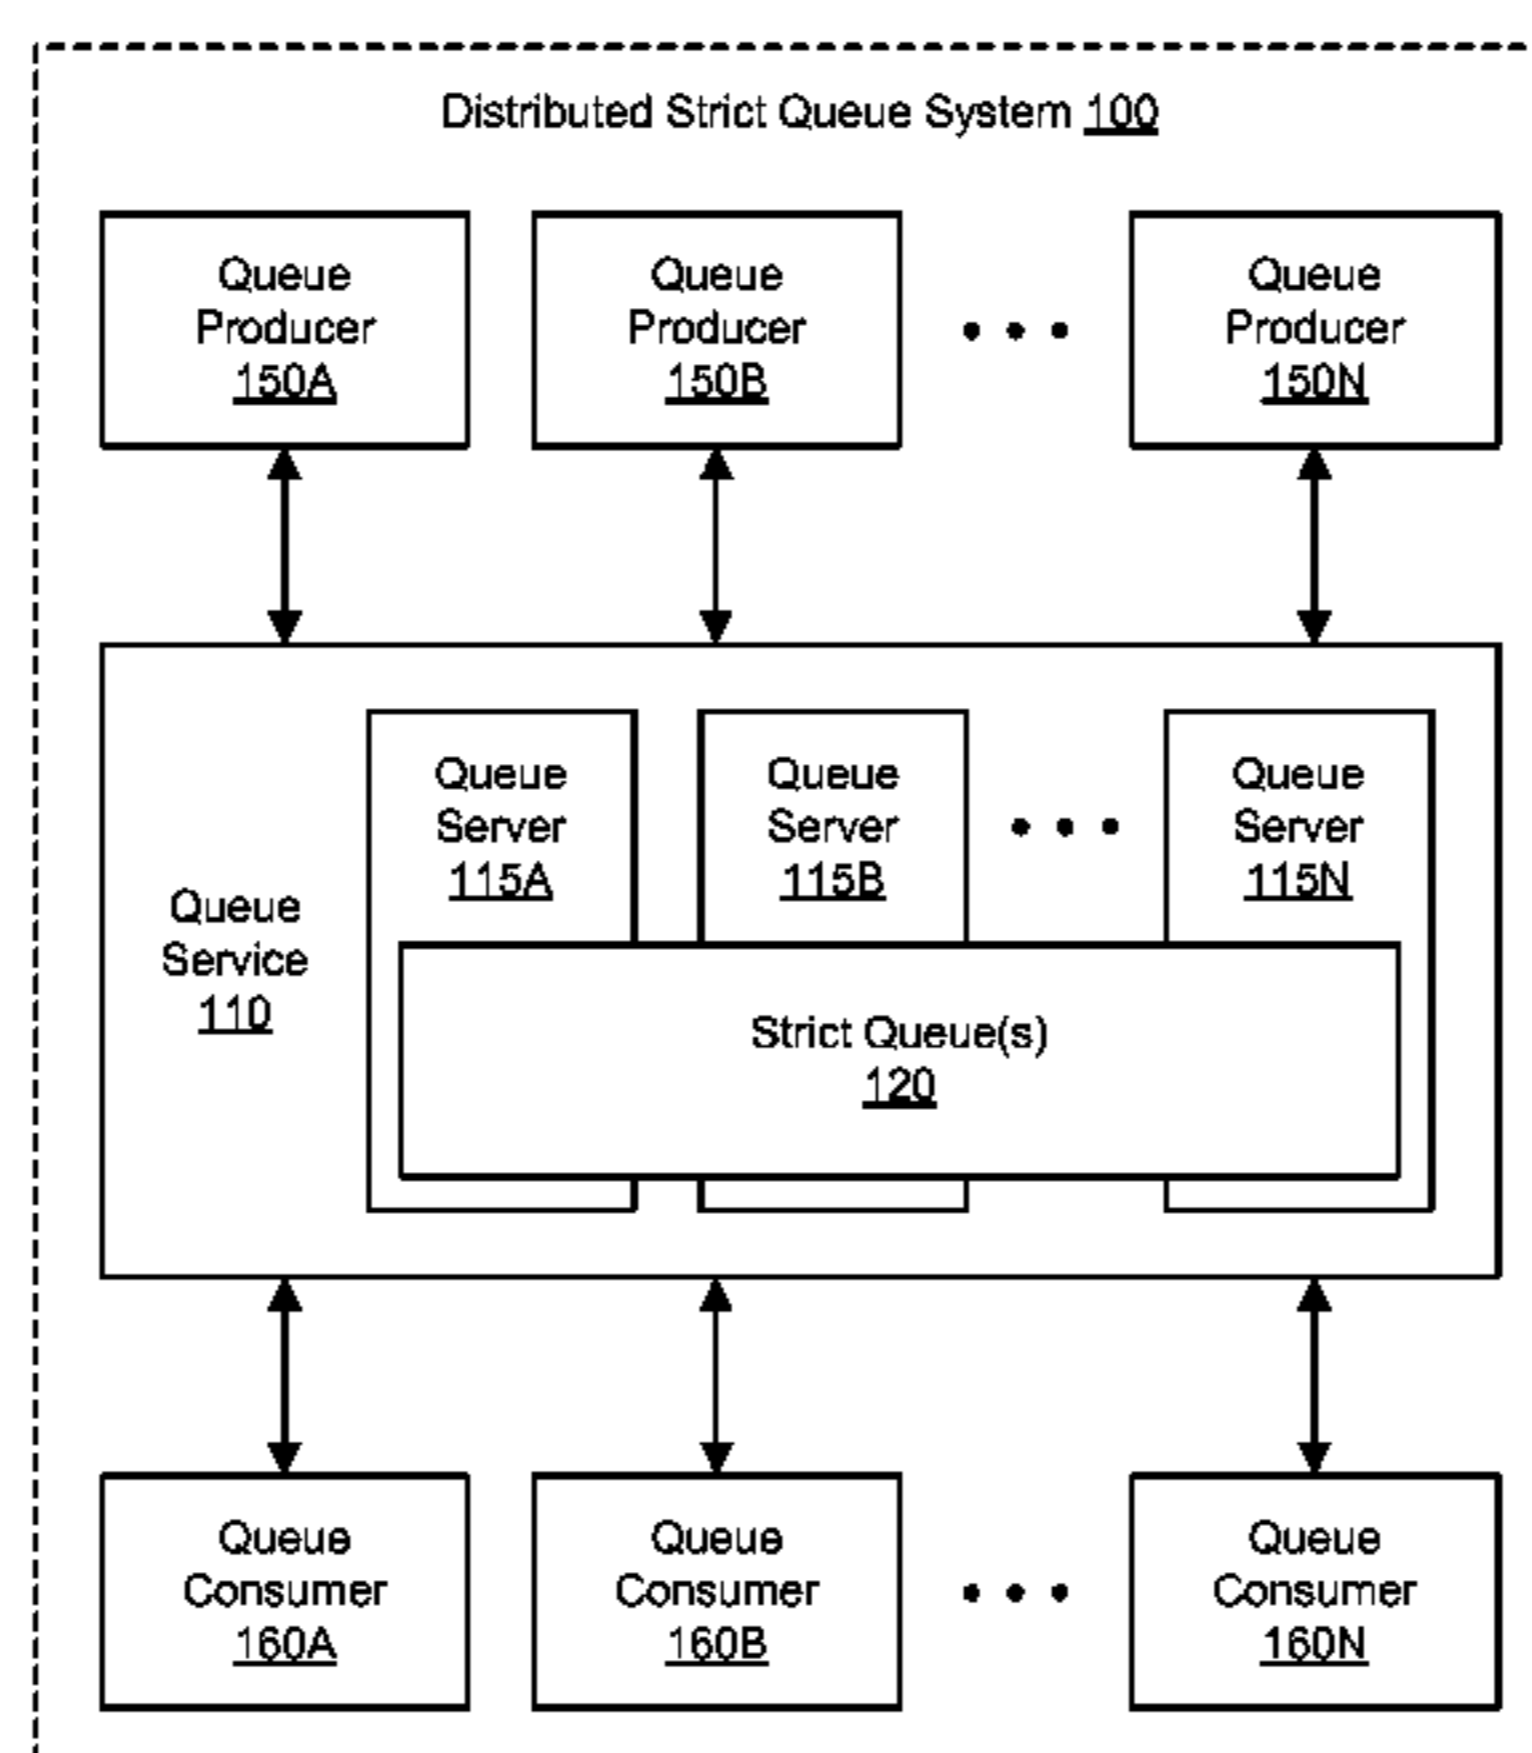 Distributed Strict Queue System 100
Queue
Producer
150A
Queue
Producer
150B
Queue
Producer
150N
Queue
Service
110
Queue
Server
115A
Queue
Server
115B
Queue
Server
115N
Strict Queue(s)
120
Queue
Consumer
160A
Queue
Consumer
160B
Queue
Consumer
160N